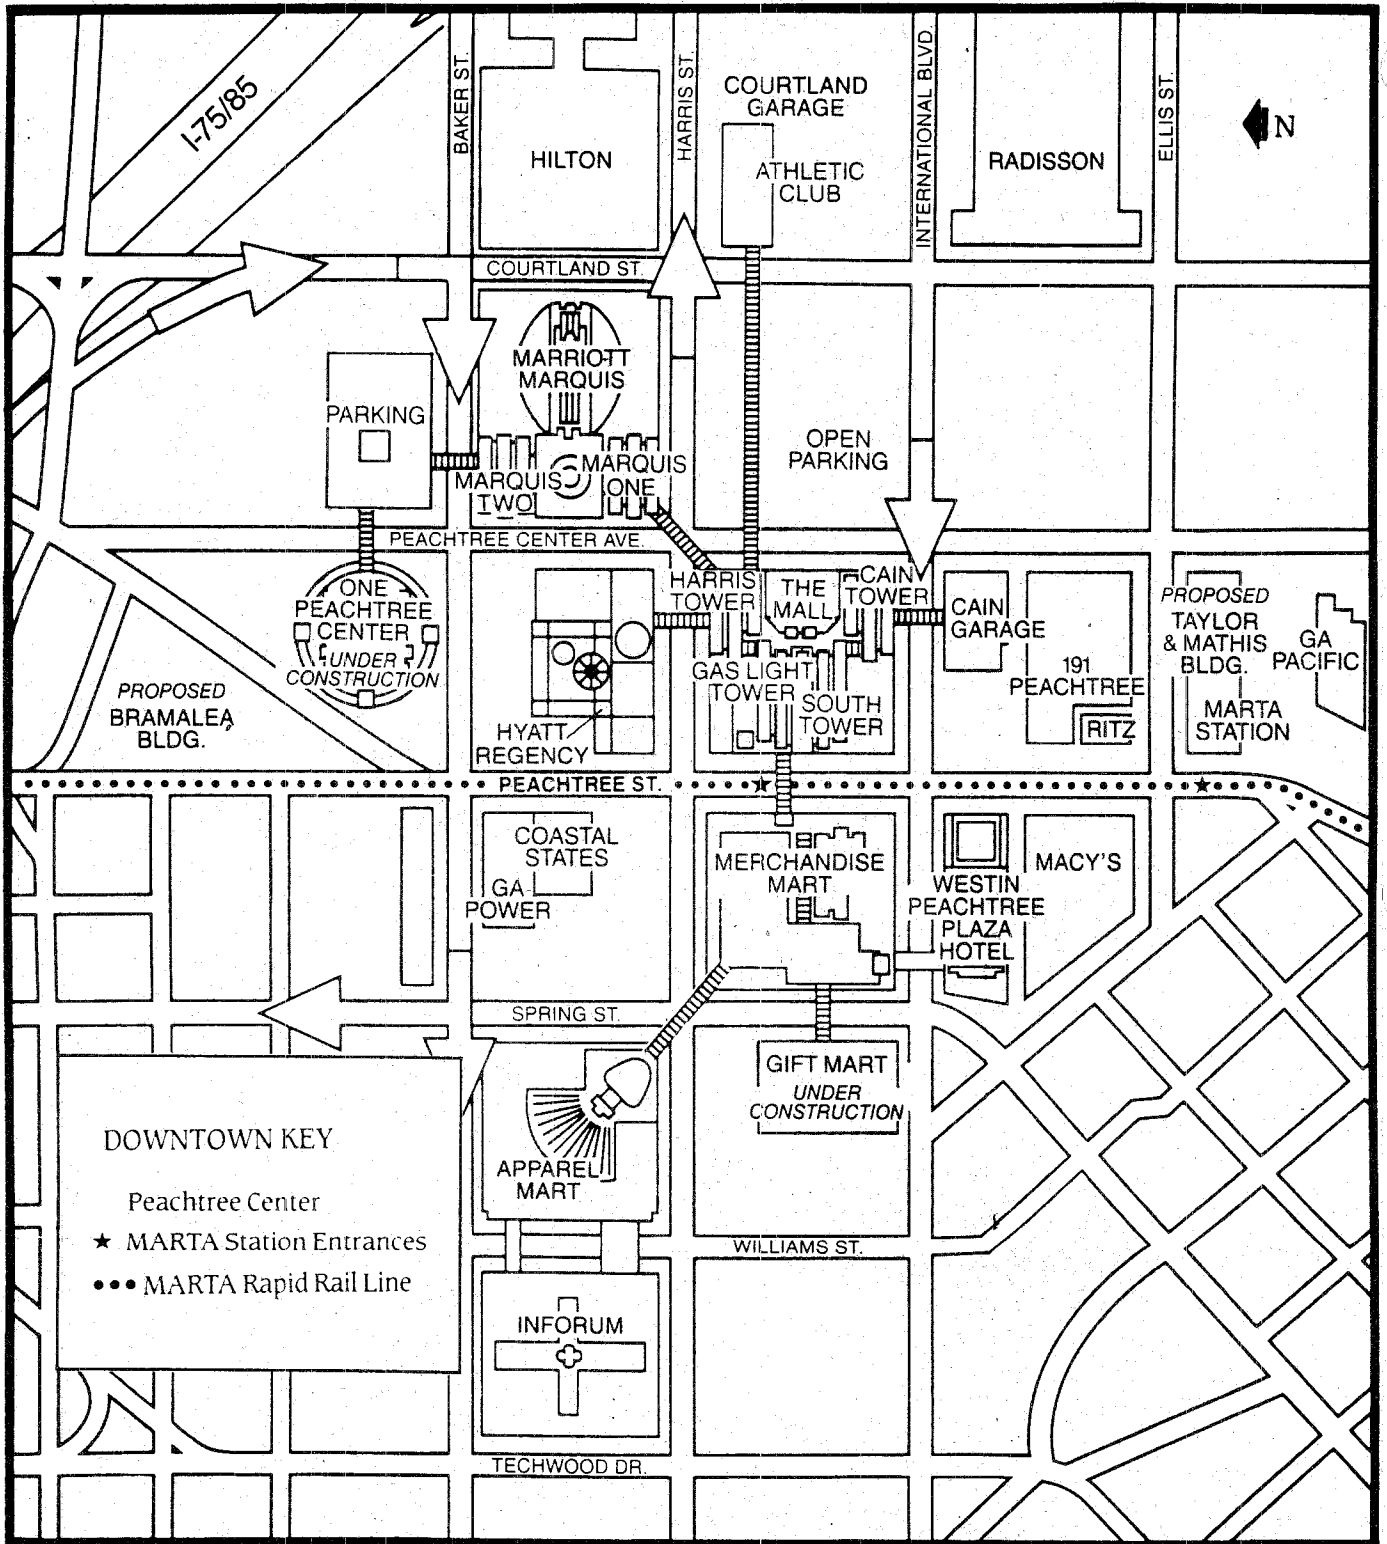 I-75/85
BAKER ST.
HILTON
HARRIS ST.
COURTLAND
GARAGE
ATHLETIC
CLUB
INTERNATIONAL BLVD.
RADISSON
ELLIS ST.
N
COURTLAND ST.
MARRIOTT
MARQUIS
PARKING
MARQUIS
TWO
MARQUIS
ONE
OPEN
PARKING
PEACHTREE CENTER AVE.
ONE
PEACHTREE
CENTER
UNDER
CONSTRUCTION
HARRIS
TOWER
THE
MALL
CAIN
TOWER
CAIN
GARAGE
PROPOSED
TAYLOR
& MATHIS
BLDG.
GA
PACIFIC
191
PEACHTREE
RITZ
MARTA
STATION
PROPOSED
BRAMALEA
BLDG.
GAS LIGHT
TOWER
SOUTH
TOWER
HYATT
REGENCY
PEACHTREE ST.
COASTAL
STATES
GA
POWER
MERCHANDISE
MART
WESTIN
PEACHTREE
PLAZA
HOTEL
MACY'S
SPRING ST.
GIFT MART
UNDER
CONSTRUCTION
APPAREL
MART
WILLIAMS ST.
INFORUM
TECHWOOD DR.
DOWNTOWN KEY
Peachtree Center
★ MARTA Station Entrances
••• MARTA Rapid Rail Line